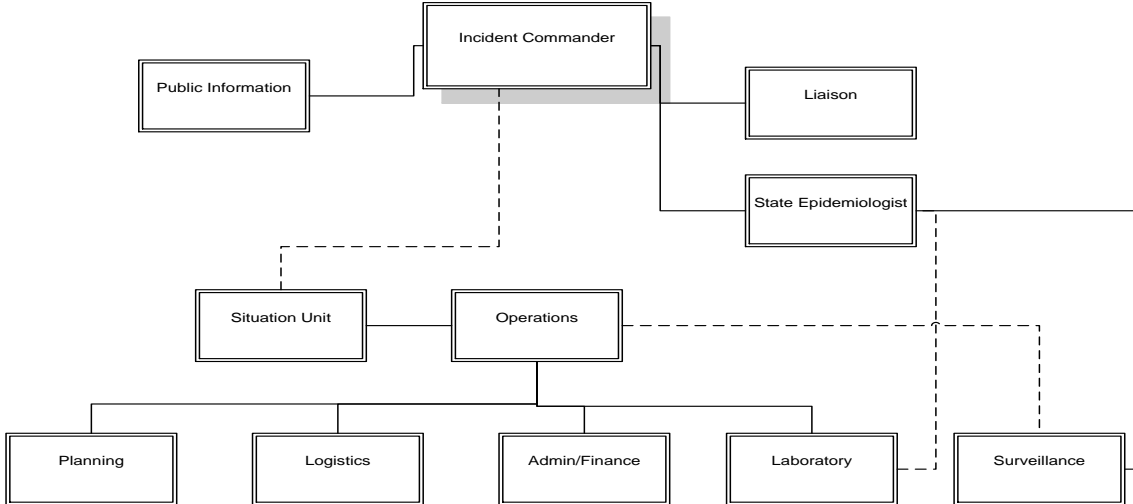 Incident Commander
Public Information
Liaison
State Epidemiologist
Situation Unit
Operations
Planning
Logistics
Admin/Finance
Laboratory
Surveillance